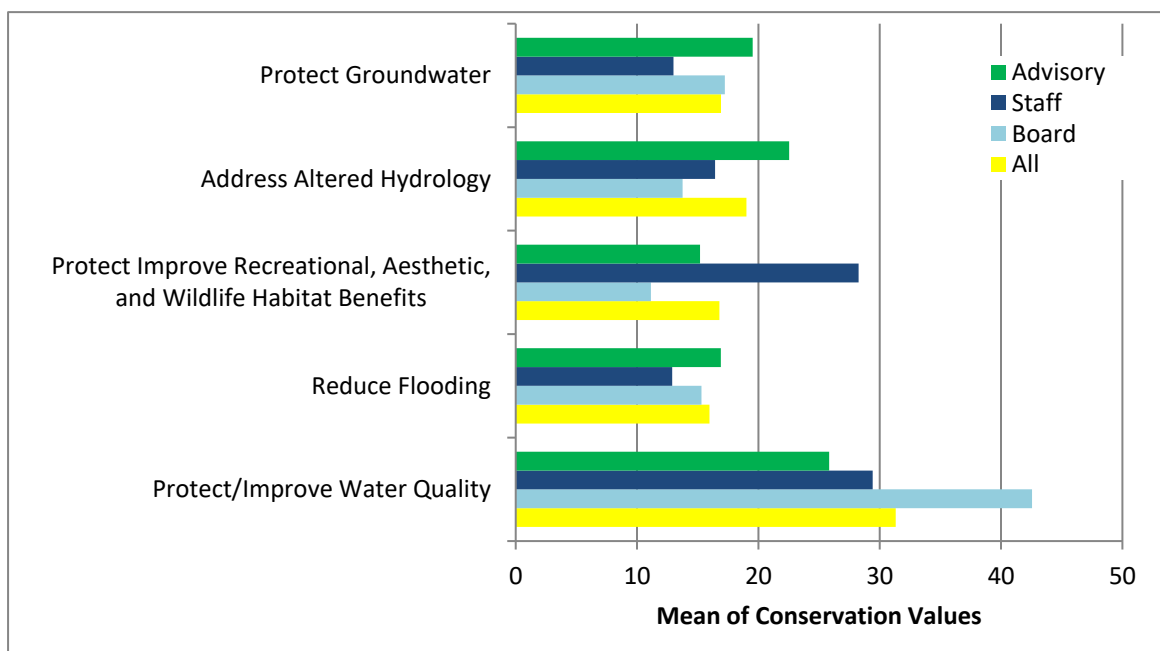 Protect Groundwater
Address Altered Hydrology
Protect Improve Recreational, Aesthetic,
and Wildlife Habitat Benefits
Reduce Flooding
Protect/Improve Water Quality
Advisory
Staff
Board
All
0 10 20 30 40 50
Mean of Conservation Values